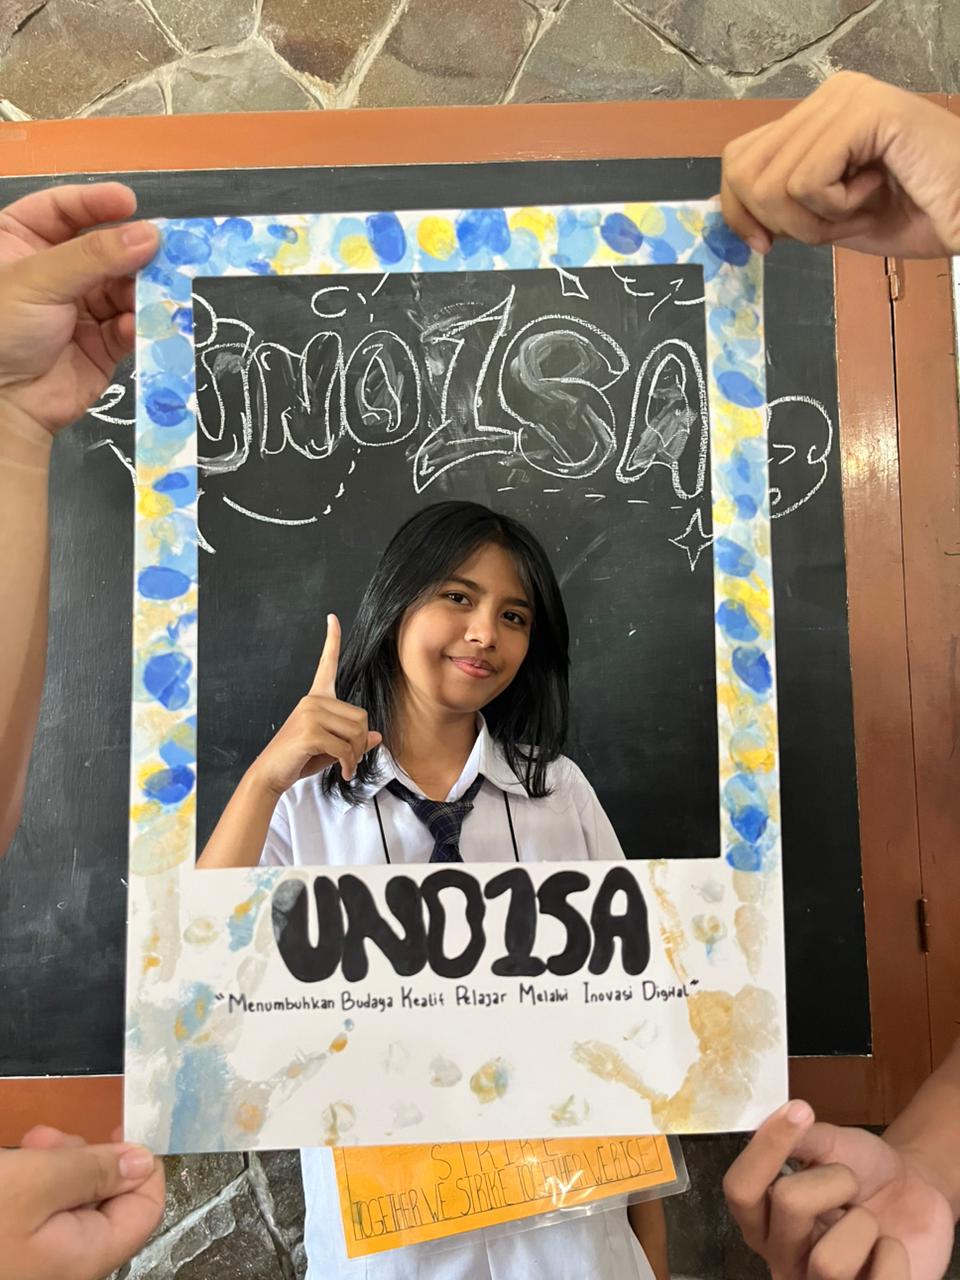 UNO1SA
UNO1SA
"Menumbuhkan Budaya Kealif Pelajar Melalui Inovasi Digital"
STRIKE
TOGETHER WE STRIKE TOGETHER WE RISE!